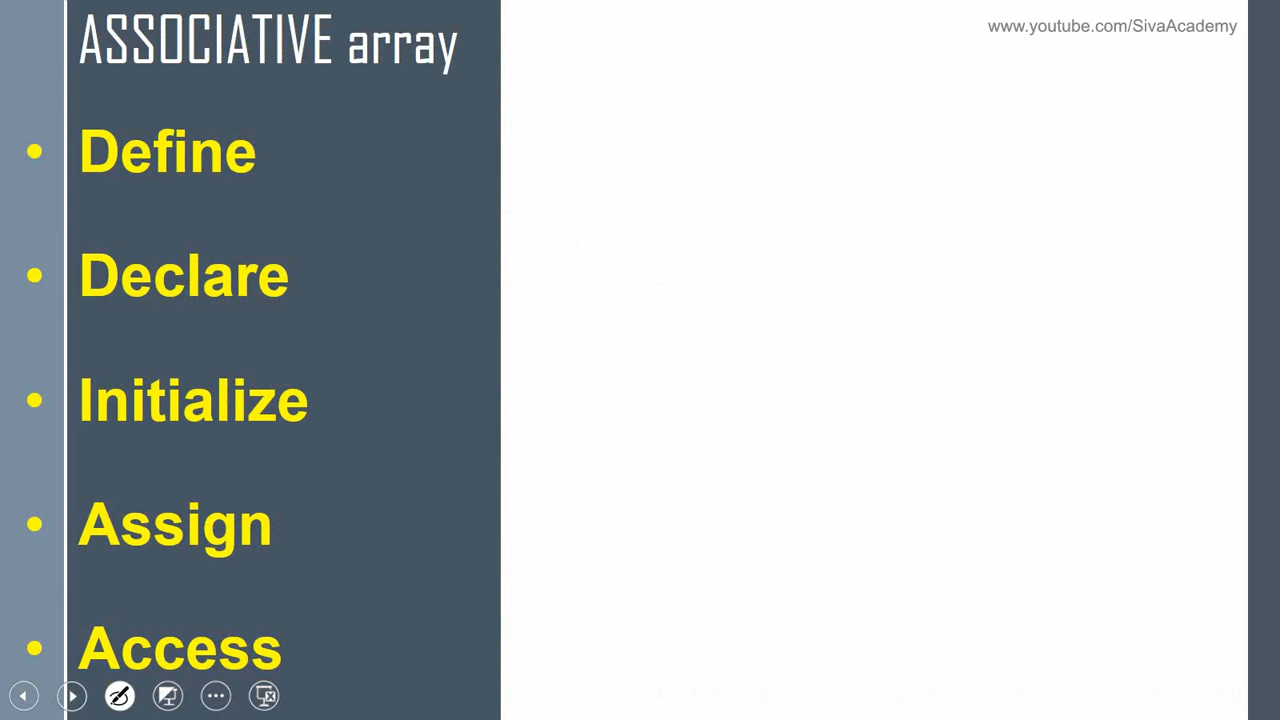 ASSOCIATIVE array
www.youtube.com/SivaAcademy
• Define
• Declare
• Initialize
• Assign
• Access